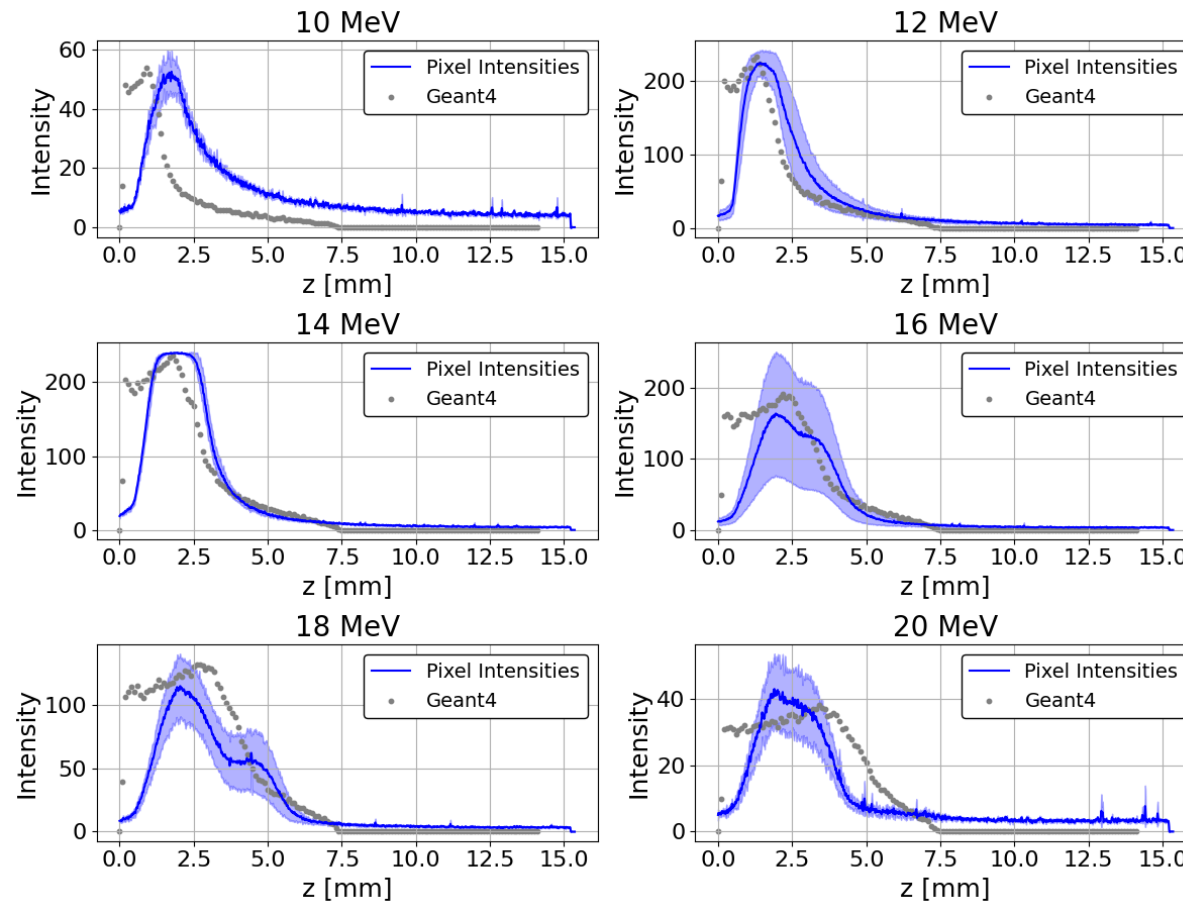 10 MeV
Intensity
60
40
20
0
Pixel Intensities
Geant4
0.0 2.5 5.0 7.5 10.0 12.5 15.0
z [mm]
12 MeV
Intensity
200
100
0
Pixel Intensities
Geant4
0.0 2.5 5.0 7.5 10.0 12.5 15.0
z [mm]
14 MeV
Intensity
200
100
0
Pixel Intensities
Geant4
0.0 2.5 5.0 7.5 10.0 12.5 15.0
z [mm]
16 MeV
Intensity
200
100
0
Pixel Intensities
Geant4
0.0 2.5 5.0 7.5 10.0 12.5 15.0
z [mm]
18 MeV
Intensity
100
50
0
Pixel Intensities
Geant4
0.0 2.5 5.0 7.5 10.0 12.5 15.0
z [mm]
20 MeV
Intensity
40
20
0
Pixel Intensities
Geant4
0.0 2.5 5.0 7.5 10.0 12.5 15.0
z [mm]